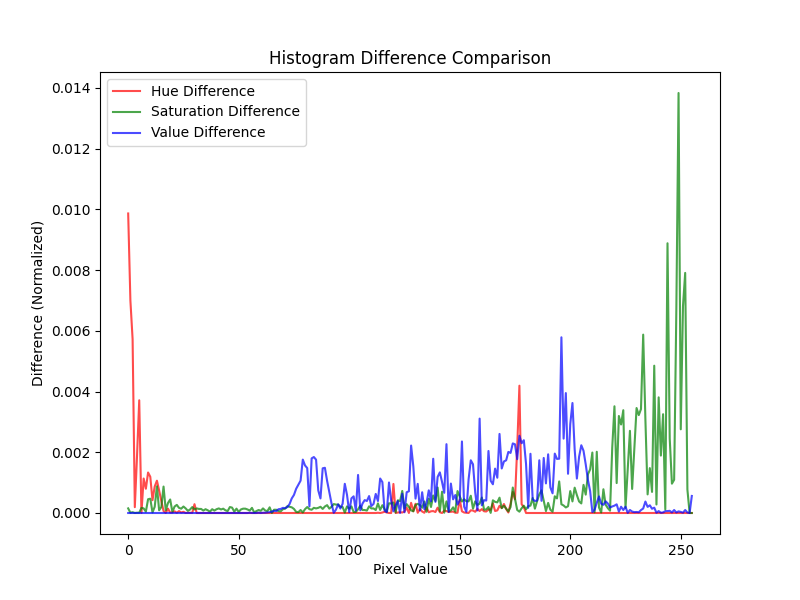 Histogram Difference Comparison
Hue Difference
Saturation Difference
Value Difference
Difference (Normalized)
0.014
0.012
0.010
0.008
0.006
0.004
0.002
0.000
0
50
100
150
200
250
Pixel Value